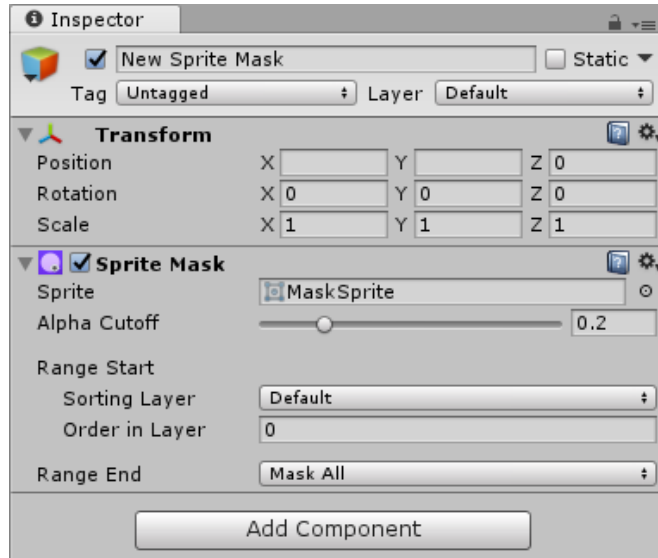 Inspector
New Sprite Mask Static
Tag Untagged Layer Default
Transform
Position X Y Z 0
Rotation X 0 Y 0 Z 0
Scale X 1 Y 1 Z 1
Sprite Mask
Sprite MaskSprite
Alpha Cutoff 0.2
Range Start
Sorting Layer Default
Order in Layer 0
Range End Mask All
Add Component